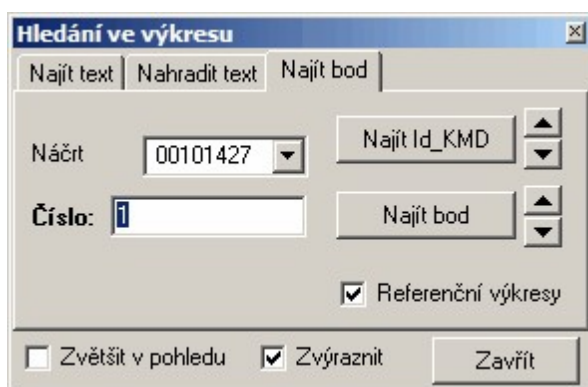 Hledání ve výkresu
Najít text Nahradit text Najít bod
Náčrt 00101427 Najít Id_KMD
Číslo: 1 Najít bod
Referenční výkresy
Zvětšit v pohledu Zvýraznit Zavřít